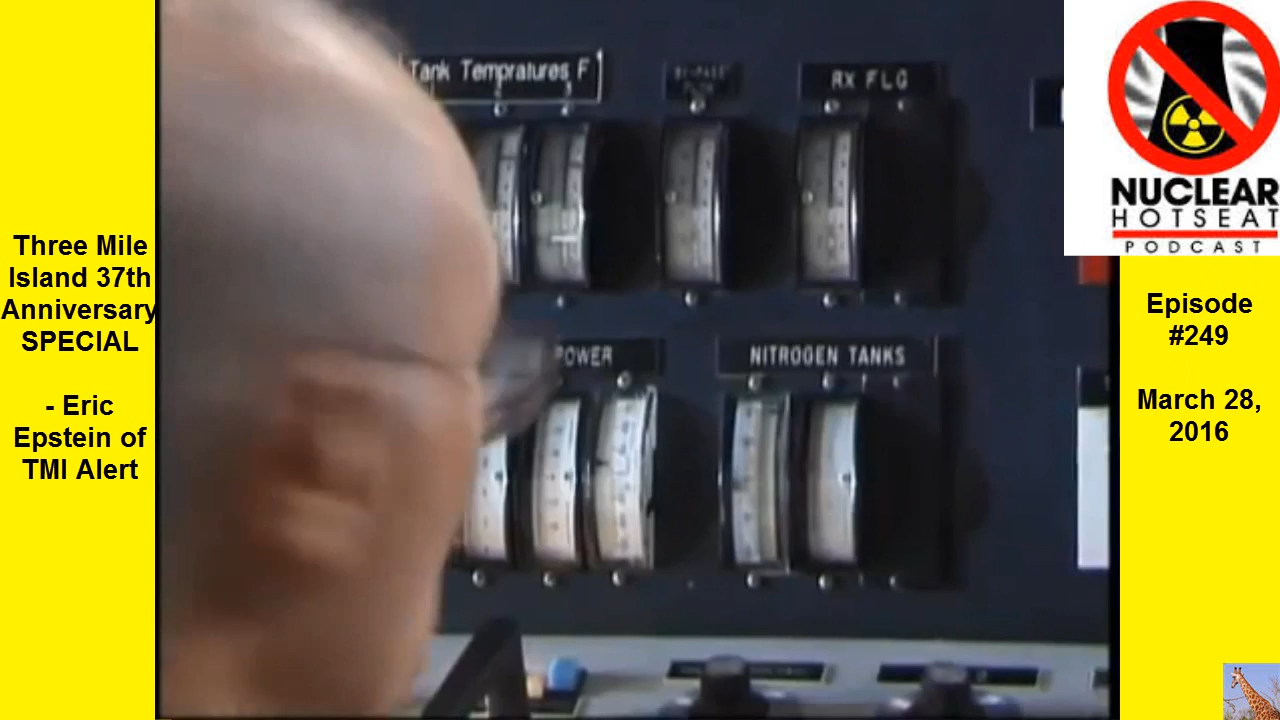 Three Mile
Island 37th
Anniversary
SPECIAL
- Eric
Epstein of
TMI Alert
Tank Tempratures F
RX FLG
POWER
NITROGEN TANKS
NUCLEAR
HOTSEAT
PODCAST
Episode
#249
March 28,
2016